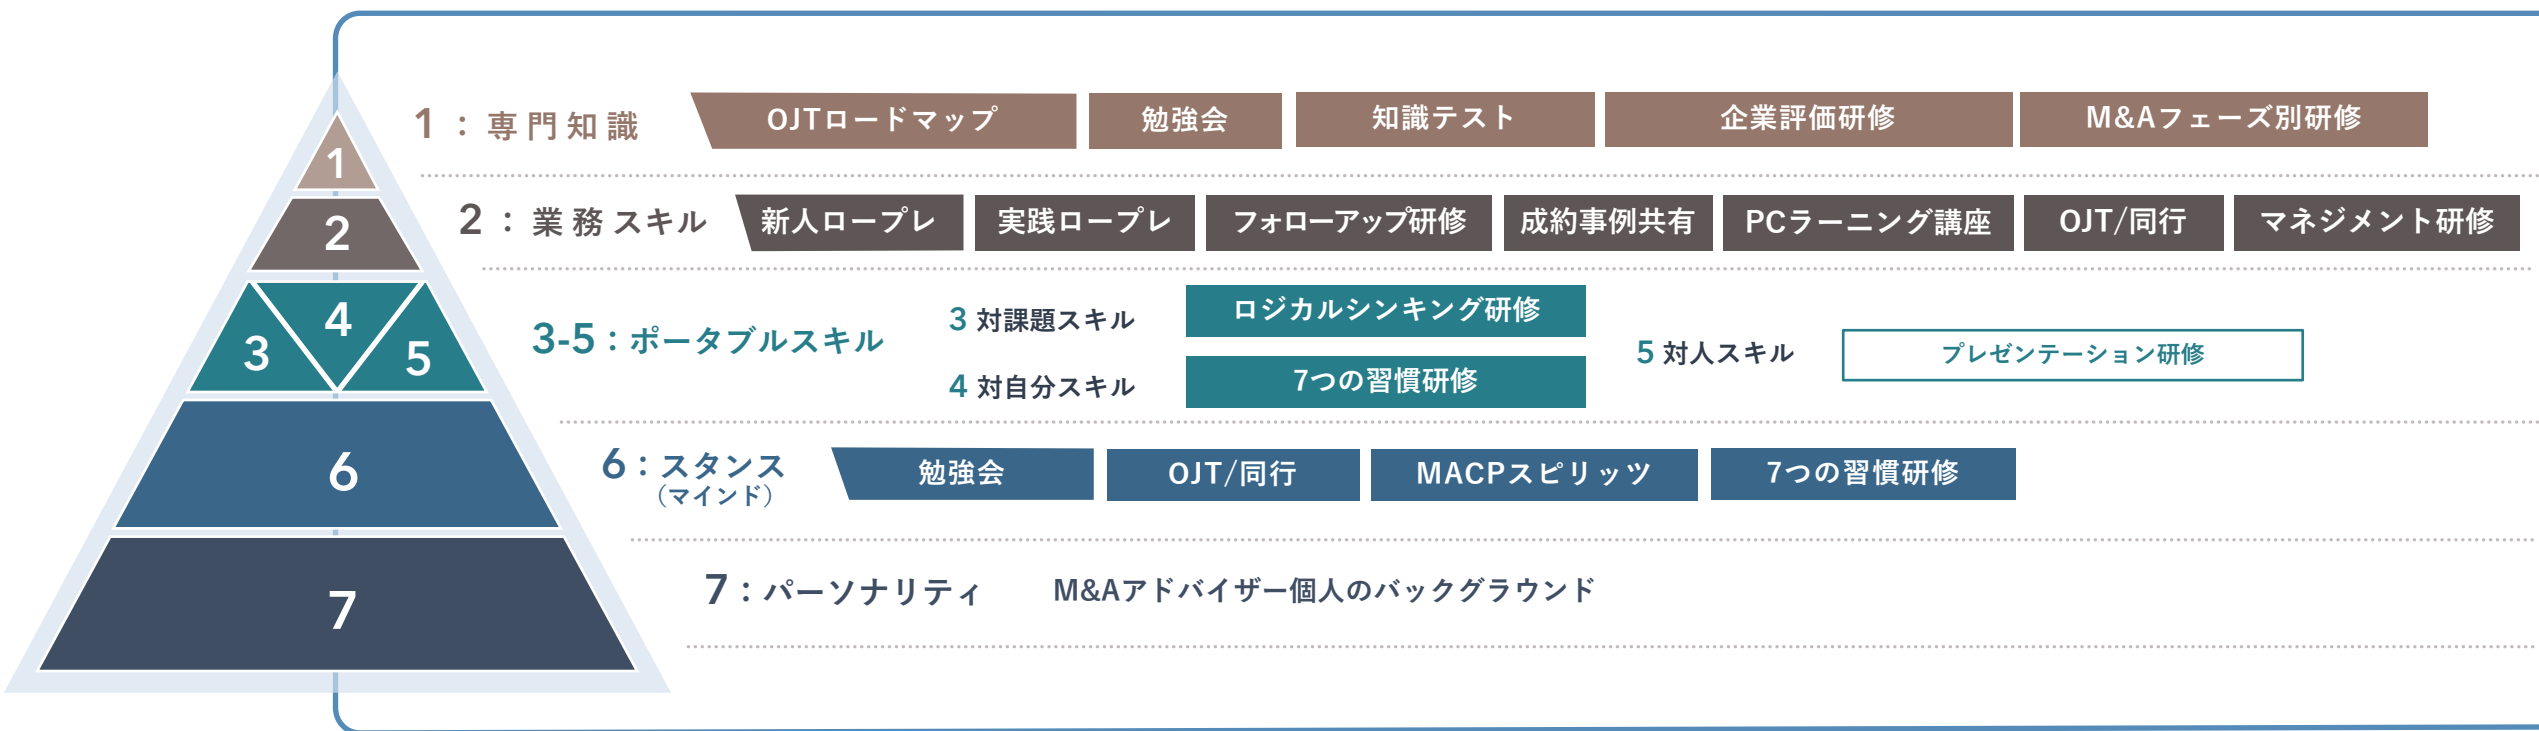 1
2
3
4
5
6
7
1 : 専門知識
OJTロードマップ
勉強会
知識テスト
企業評価研修
M&Aフェーズ別研修
2 : 業務スキル
新人ロープレ
実践ロープレ
フォローアップ研修
成約事例共有
PCラーニング講座
OJT/同行
マネジメント研修
3-5:ポータブルスキル
3 対課題スキル
ロジカルシンキング研修
4 対自分スキル
7つの習慣研修
5 対人スキル
プレゼンテーション研修
6:スタンス
(マインド)
勉強会
OJT/同行
MACPスピリッツ
7つの習慣研修
7:パーソナリティ
M&Aアドバイザー個人のバックグラウンド